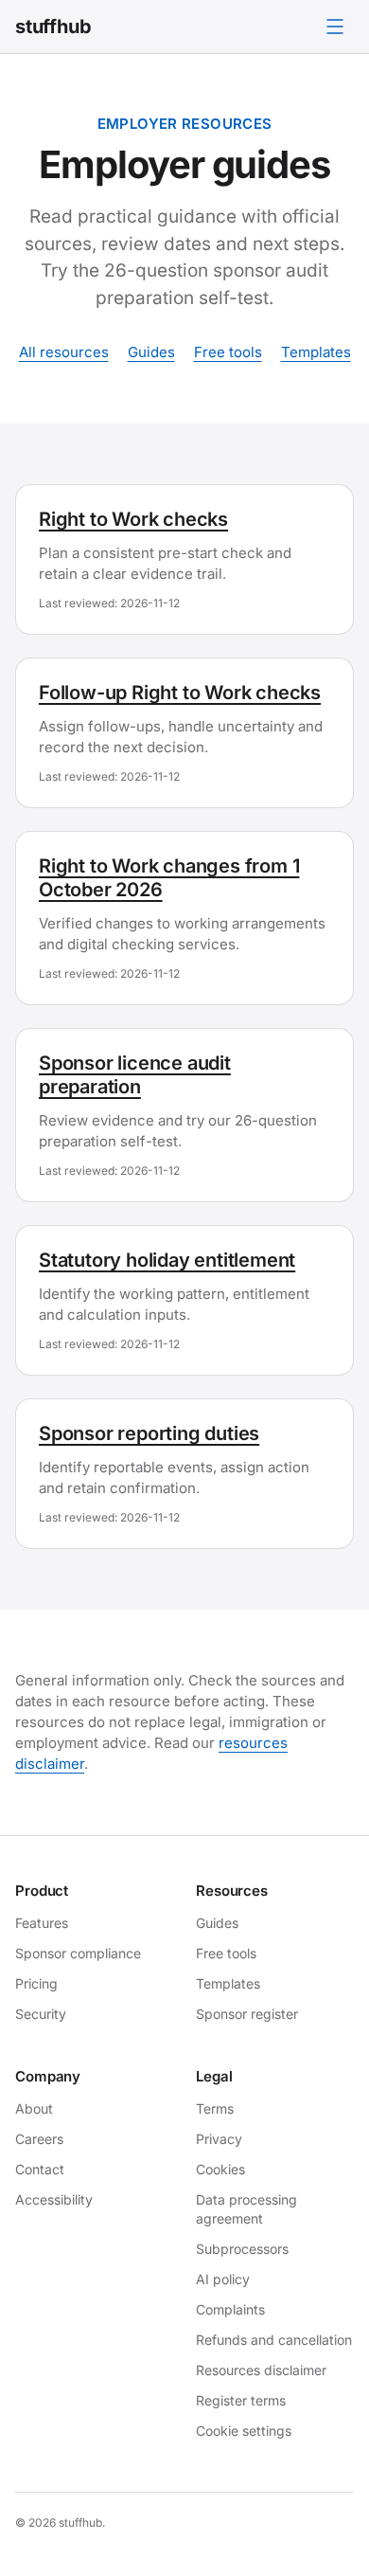 stuffhub
EMPLOYER RESOURCES
Employer guides
Read practical guidance with official
sources, review dates and next steps.
Try the 26-question sponsor audit
preparation self-test.
All resources Guides Free tools Templates
Right to Work checks
Plan a consistent pre-start check and
retain a clear evidence trail.
Last reviewed: 2026-11-12
Follow-up Right to Work checks
Assign follow-ups, handle uncertainty and
record the next decision.
Last reviewed: 2026-11-12
Right to Work changes from 1
October 2026
Verified changes to working arrangements
and digital checking services.
Last reviewed: 2026-11-12
Sponsor licence audit
preparation
Review evidence and try our 26-question
preparation self-test.
Last reviewed: 2026-11-12
Statutory holiday entitlement
Identify the working pattern, entitlement
and calculation inputs.
Last reviewed: 2026-11-12
Sponsor reporting duties
Identify reportable events, assign action
and retain confirmation.
Last reviewed: 2026-11-12
General information only. Check the sources and
dates in each resource before acting. These
resources do not replace legal, immigration or
employment advice. Read our resources
disclaimer.
Product
Features
Sponsor compliance
Pricing
Security
Resources
Guides
Free tools
Templates
Sponsor register
Company
About
Careers
Contact
Accessibility
Legal
Terms
Privacy
Cookies
Data processing
agreement
Subprocessors
AI policy
Complaints
Refunds and cancellation
Resources disclaimer
Register terms
Cookie settings
© 2026 stuffhub.